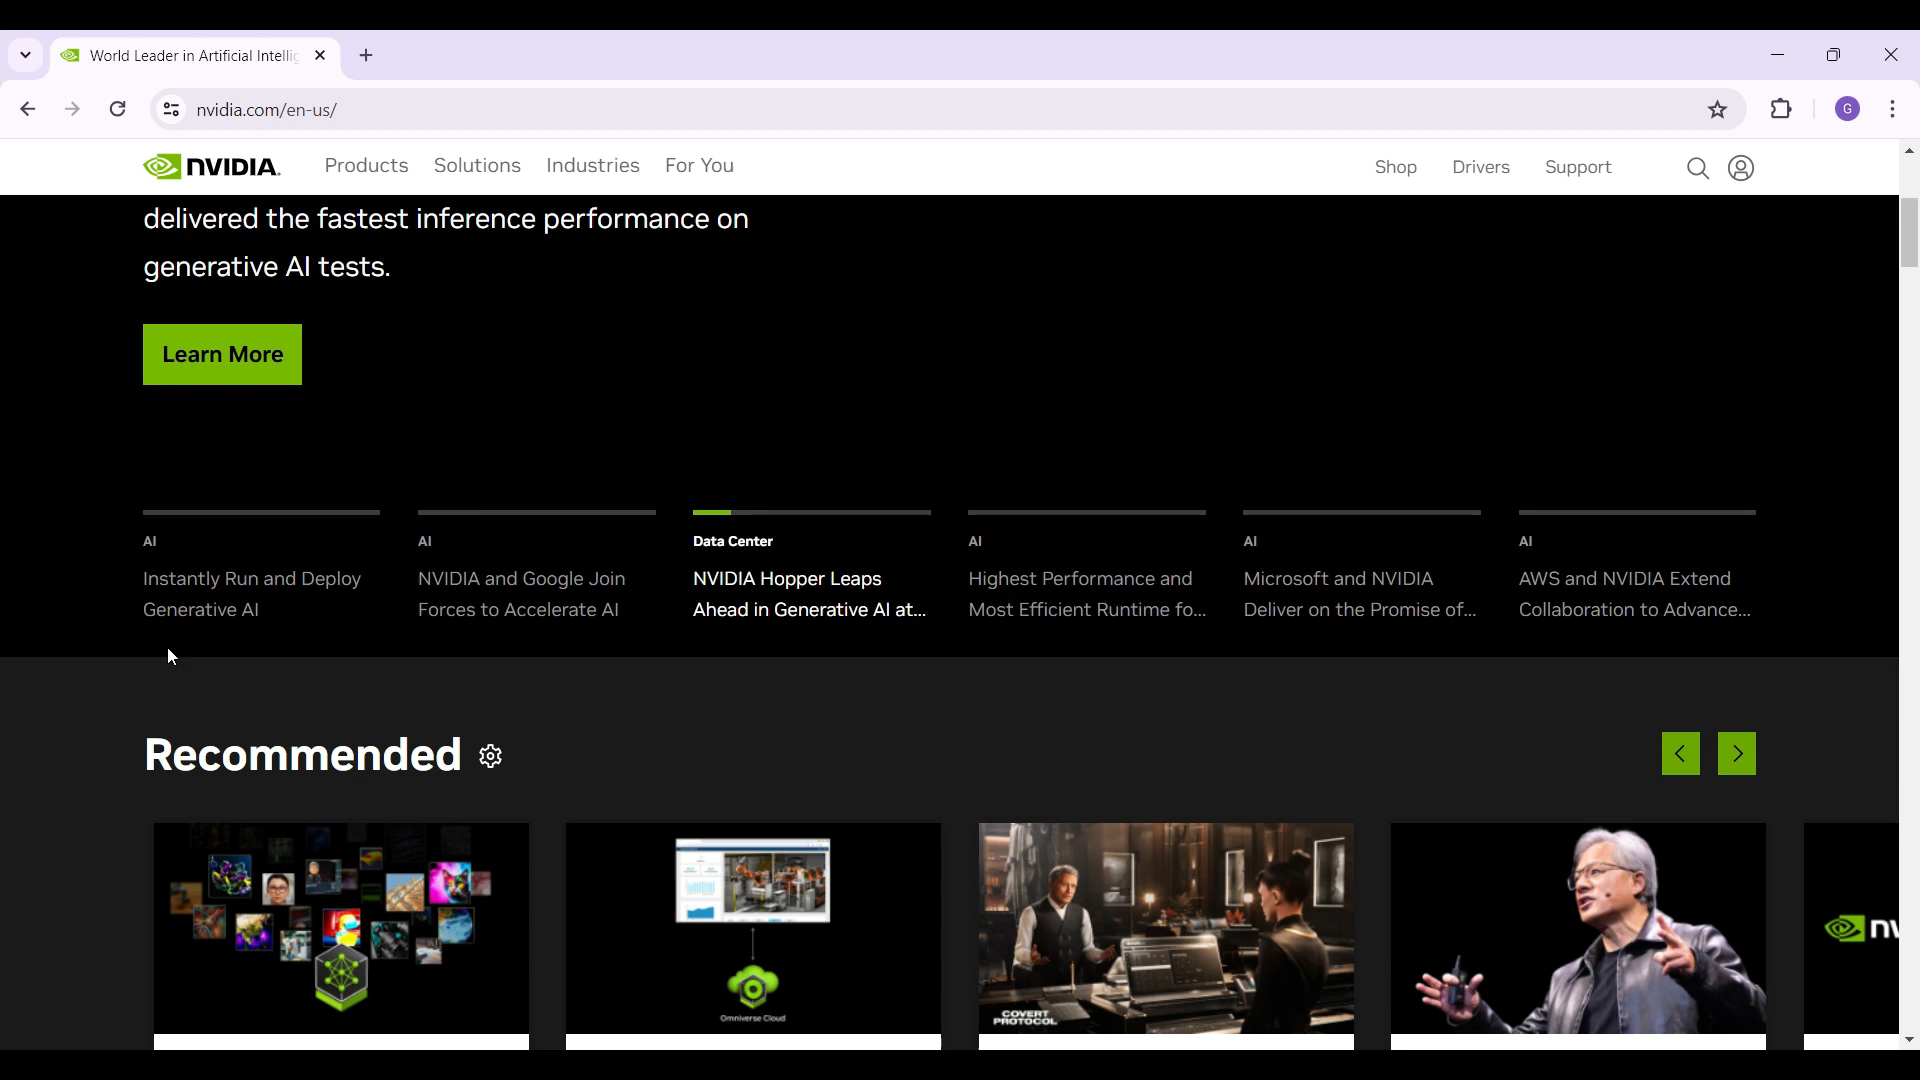 World Leader in Artificial Intellig
nvidia.com/en-us/
G
NVIDIA.
Products Solutions Industries For You
Shop Drivers Support
delivered the fastest inference performance on
generative AI tests.
Learn More
AI
Instantly Run and Deploy
Generative AI
AI
NVIDIA and Google Join
Forces to Accelerate AI
Data Center
NVIDIA Hopper Leaps
Ahead in Generative AI at...
AI
Highest Performance and
Most Efficient Runtime fo...
AI
Microsoft and NVIDIA
Deliver on the Promise of...
AI
AWS and NVIDIA Extend
Collaboration to Advance...
Recommended
Omniverse Cloud
COVERT
PROTOCOL